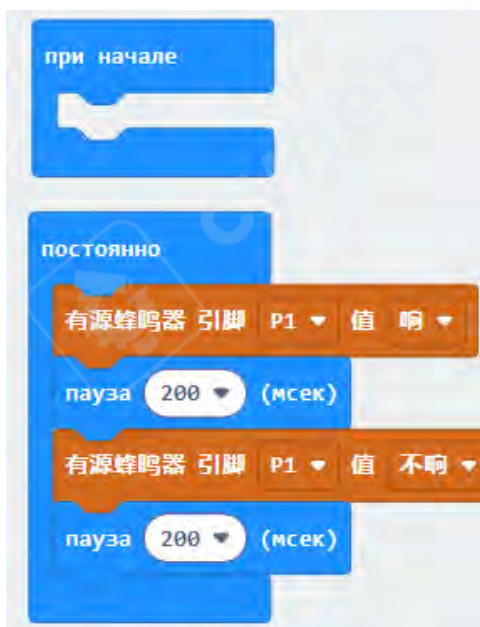 при начале
постоянно
有源蜂鸣器 引脚 P1 值 响
пауза 200 (мсек)
有源蜂鸣器 引脚 P1 值 不响
пауза 200 (мсек)
супер